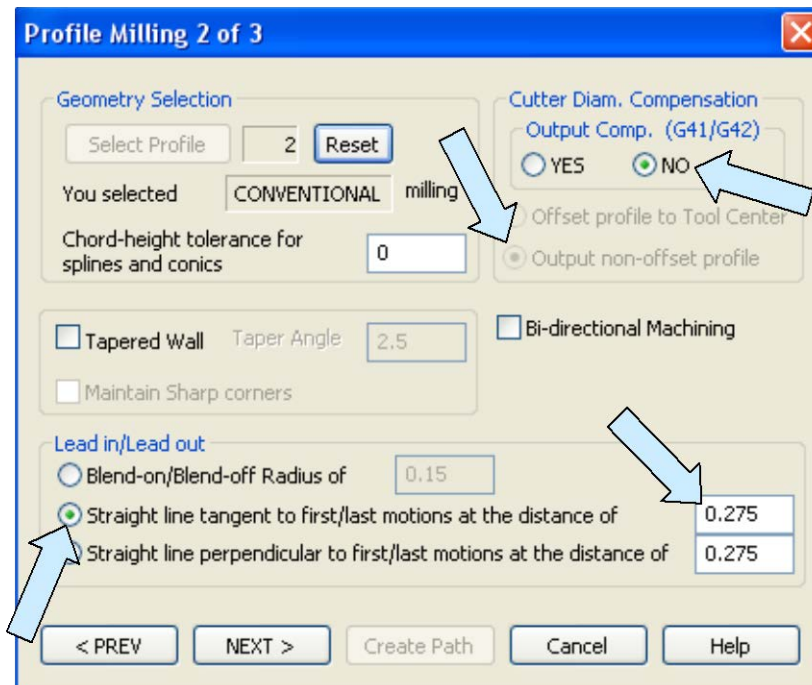 Profile Milling 2 of 3
Geometry Selection
Select Profile 2 Reset
You selected CONVENTIONAL milling
Chord-height tolerance for
splines and conics 0
Cutter Diam. Compensation
Output Comp. (G41/G42)
YES NO
Offset profile to Tool Center
Output non-offset profile
Tapered Wall Taper Angle 2.5
Maintain Sharp corners
Bi-directional Machining
Lead in/Lead out
Blend-on/Blend-off Radius of 0.15
Straight line tangent to first/last motions at the distance of 0.275
Straight line perpendicular to first/last motions at the distance of 0.275
< PREV NEXT > Create Path Cancel Help